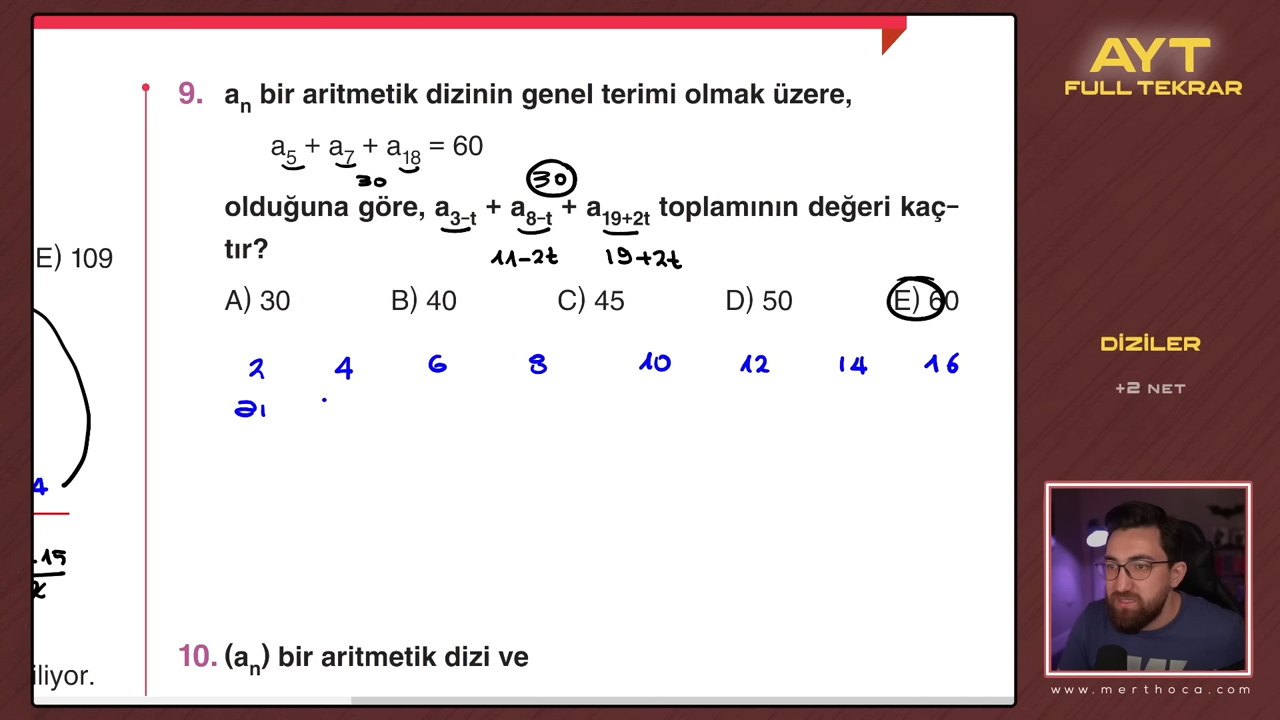 AYT
FULL TEKRAR
9. aₙ bir aritmetik dizinin genel terimi olmak üzere,
a₅ + a₇ + a₁₈ = 60
30
30
olduğuna göre, a₃₋ₜ + a₈₋ₜ + a₁₉₊₂ₜ toplamının değeri kaç–
tır?
11-2t 19+2t
E) 109
A) 30 B) 40 C) 45 D) 50 E) 60
2 4 6 8 10 12 14 16
a1
4
.15
x
DİZİLER
+2 NET
10. (aₙ) bir aritmetik dizi ve
iliyor.
www.merthoca.com